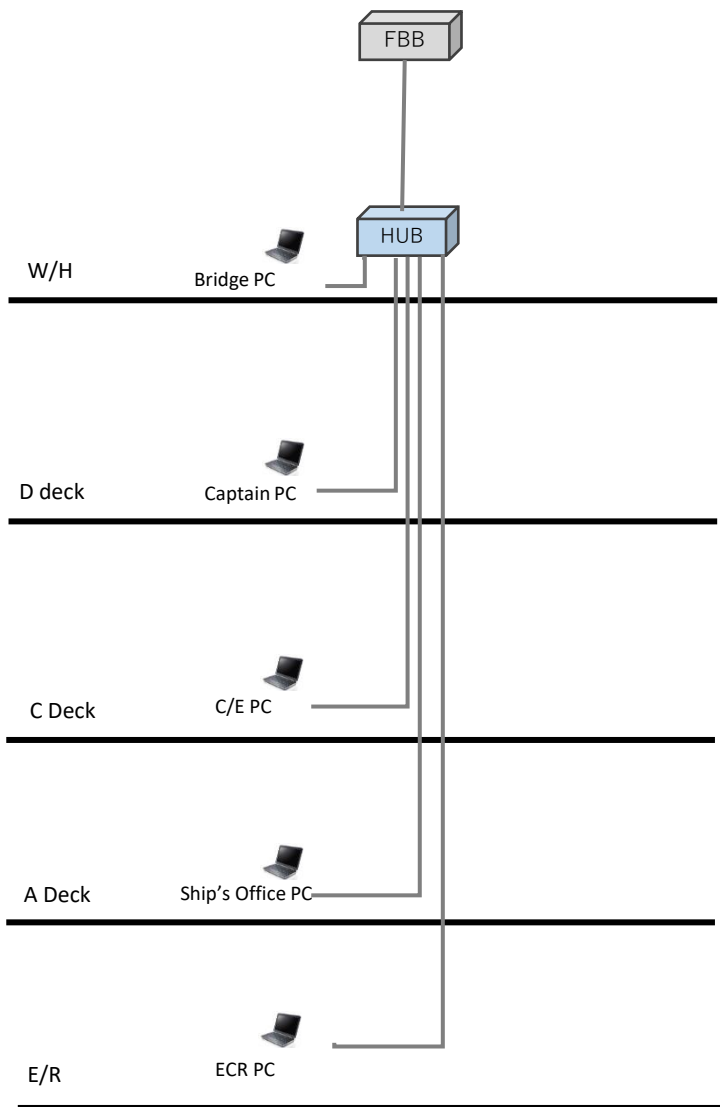 FBB
HUB
W/H
Bridge PC
D deck
Captain PC
C Deck
C/E PC
A Deck
Ship’s Office PC
E/R
ECR PC